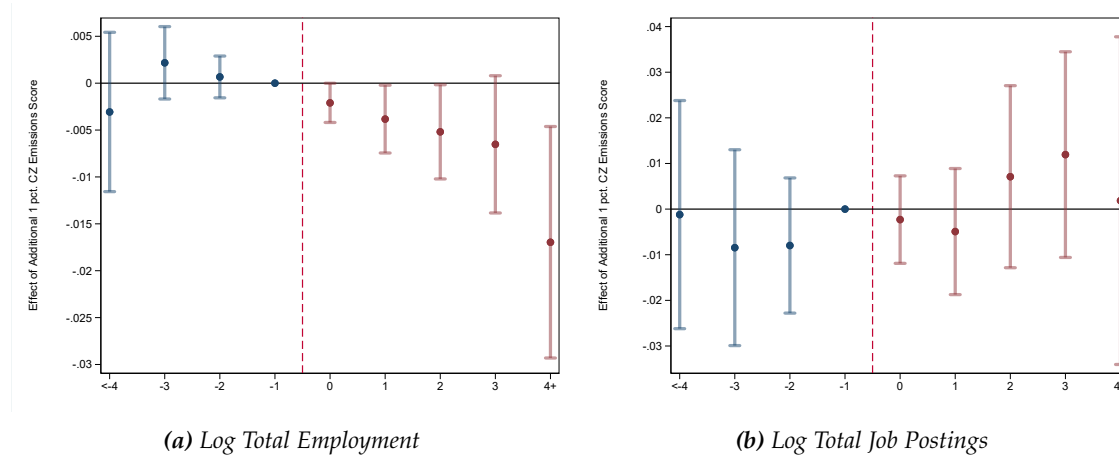 Effect of Additional 1 pct. CZ Emissions Score
.005
0
-.005
-.01
-.015
-.02
-.025
-.03
<-4 -3 -2 -1 0 1 2 3 4+
(a) Log Total Employment
Effect of Additional 1 pct. CZ Emissions Score
.04
.03
.02
.01
0
-.01
-.02
-.03
<-4 -3 -2 -1 0 1 2 3 4
(b) Log Total Job Postings